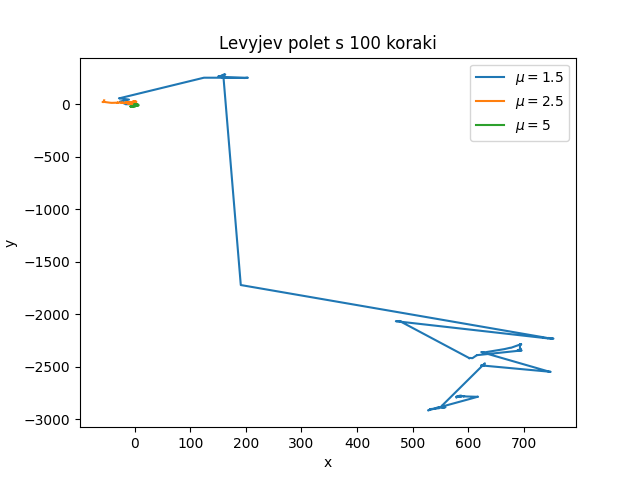 Levyjev polet s 100 koraki
μ = 1.5
μ = 2.5
μ = 5
y
0
−500
−1000
−1500
−2000
−2500
−3000
0 100 200 300 400 500 600 700
x